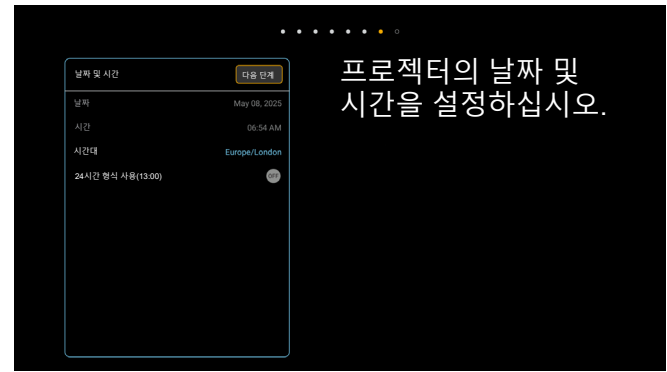 날짜 및 시간 다음 단계
날짜 May 08, 2025
시간 06:54 AM
시간대 Europe/London
24시간 형식 사용(13:00) OFF
프로젝터의 날짜 및
시간을 설정하십시오.